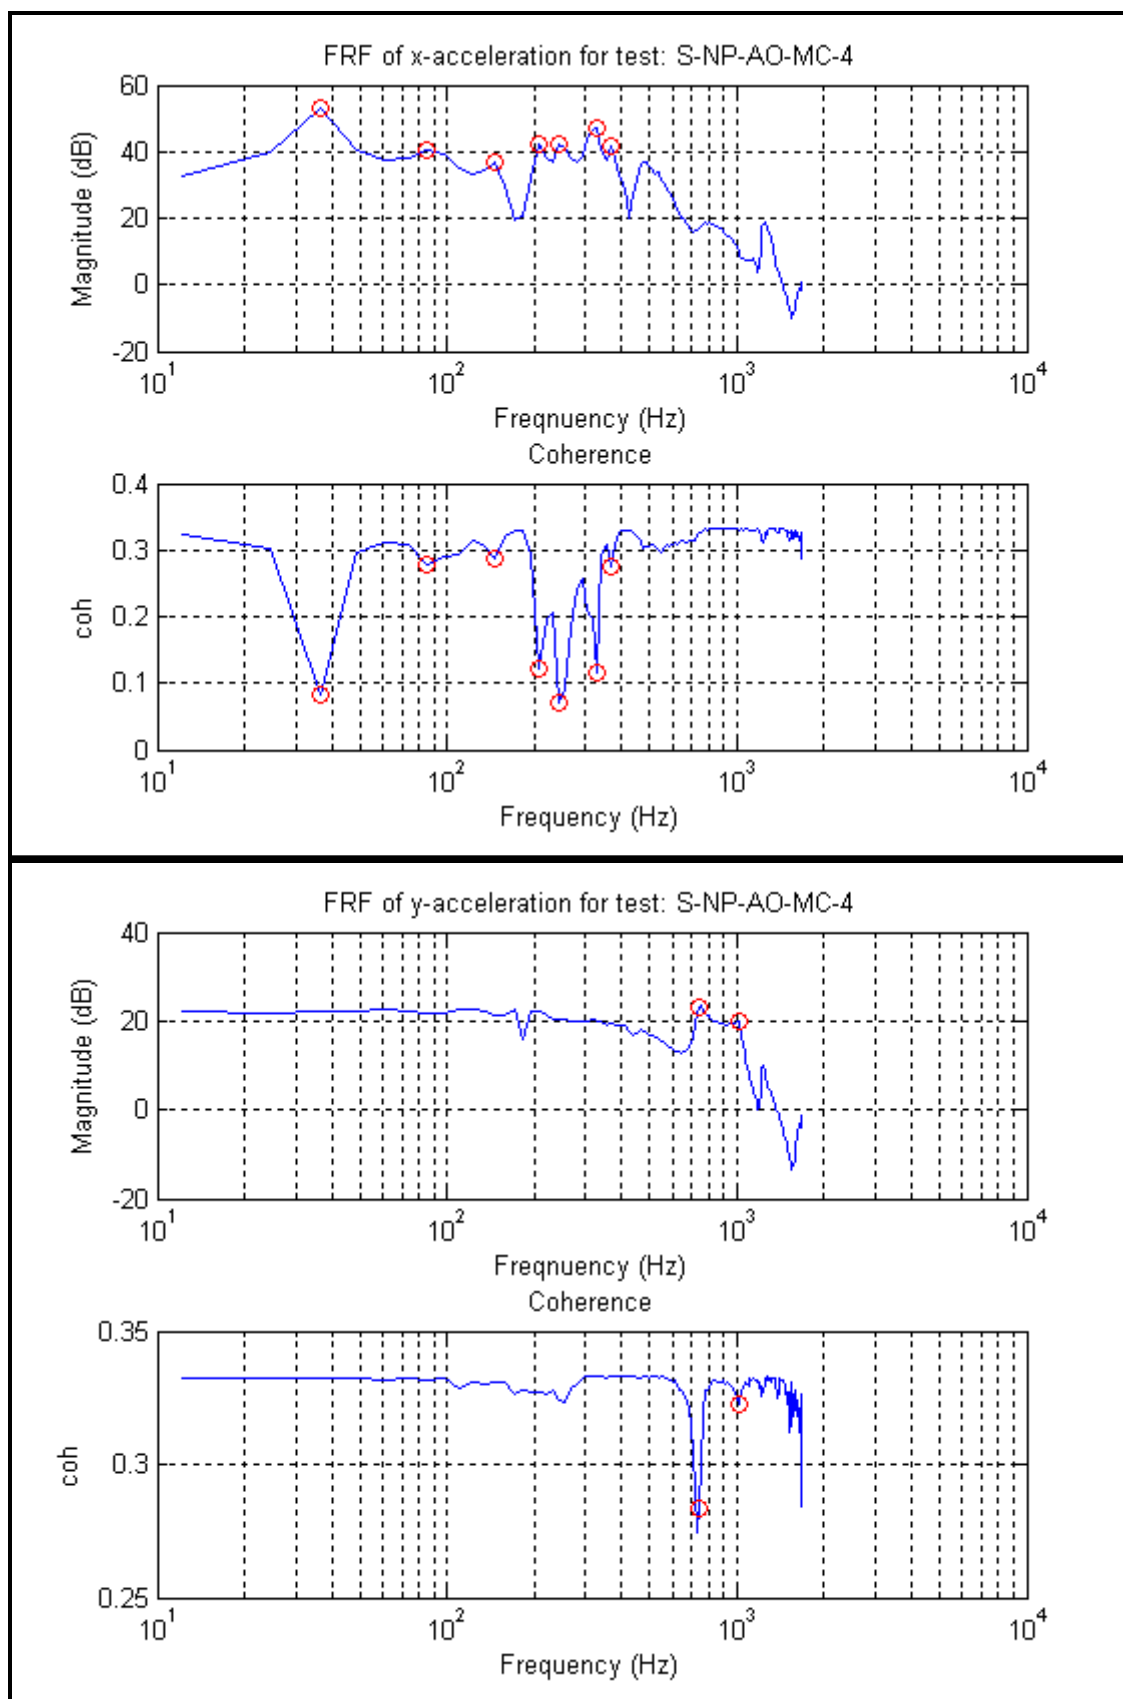 FRF of x-acceleration for test: S-NP-AO-MC-4
60
40
20
0
-20
Magnitude (dB)
10^1 10^2 10^3 10^4
Freqnuency (Hz)
Coherence
0.4
0.3
0.2
0.1
0
coh
10^1 10^2 10^3 10^4
Frequency (Hz)
FRF of y-acceleration for test: S-NP-AO-MC-4
40
20
0
-20
Magnitude (dB)
10^1 10^2 10^3 10^4
Freqnuency (Hz)
Coherence
0.35
0.3
0.25
coh
10^1 10^2 10^3 10^4
Frequency (Hz)